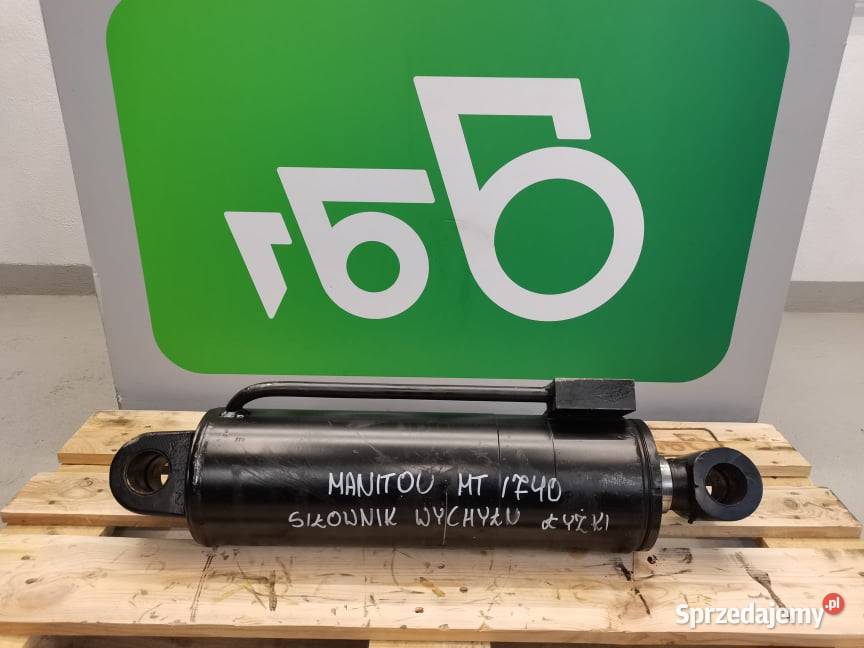 MANITOU MT 1740
SIŁOWNIK WYCHYŁU ŁYŻKI
Sprzedajemy.pl